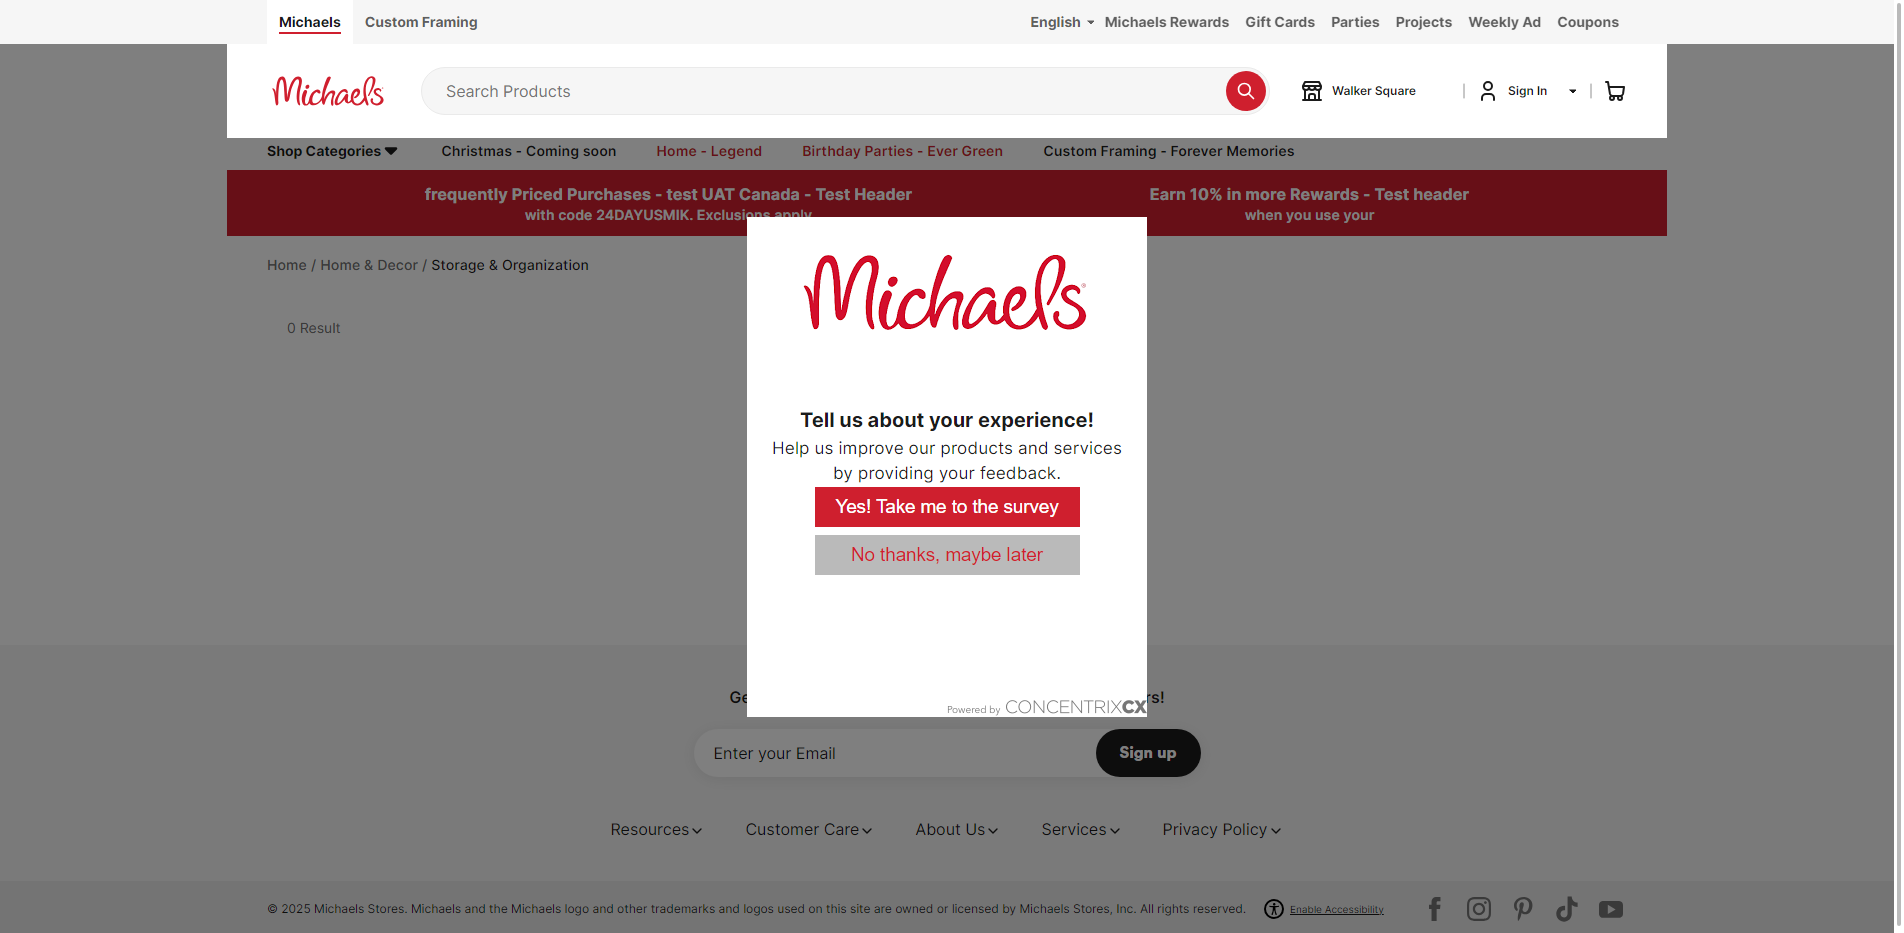 Michaels Custom Framing English Michaels Rewards Gift Cards Parties Projects Weekly Ad Coupons
Michaels Search Products Walker Square Sign In
Shop Categories Christmas - Coming soon Home - Legend Birthday Parties - Ever Green Custom Framing - Forever Memories
frequently Priced Purchases - test UAT Canada - Test Header Earn 10% in more Rewards - Test header
with code 24DAYUSMIK. Exclusions apply when you use your
Home / Home & Decor / Storage & Organization
0 Result
Michaels
Tell us about your experience!
Help us improve our products and services
by providing your feedback.
Yes! Take me to the survey
No thanks, maybe later
Powered by CONCENTRIXCX
Enter your Email Sign up
Resources Customer Care About Us Services Privacy Policy
© 2025 Michaels Stores. Michaels and the Michaels logo and other trademarks and logos used on this site are owned or licensed by Michaels Stores, Inc. All rights reserved. Enable Accessibility